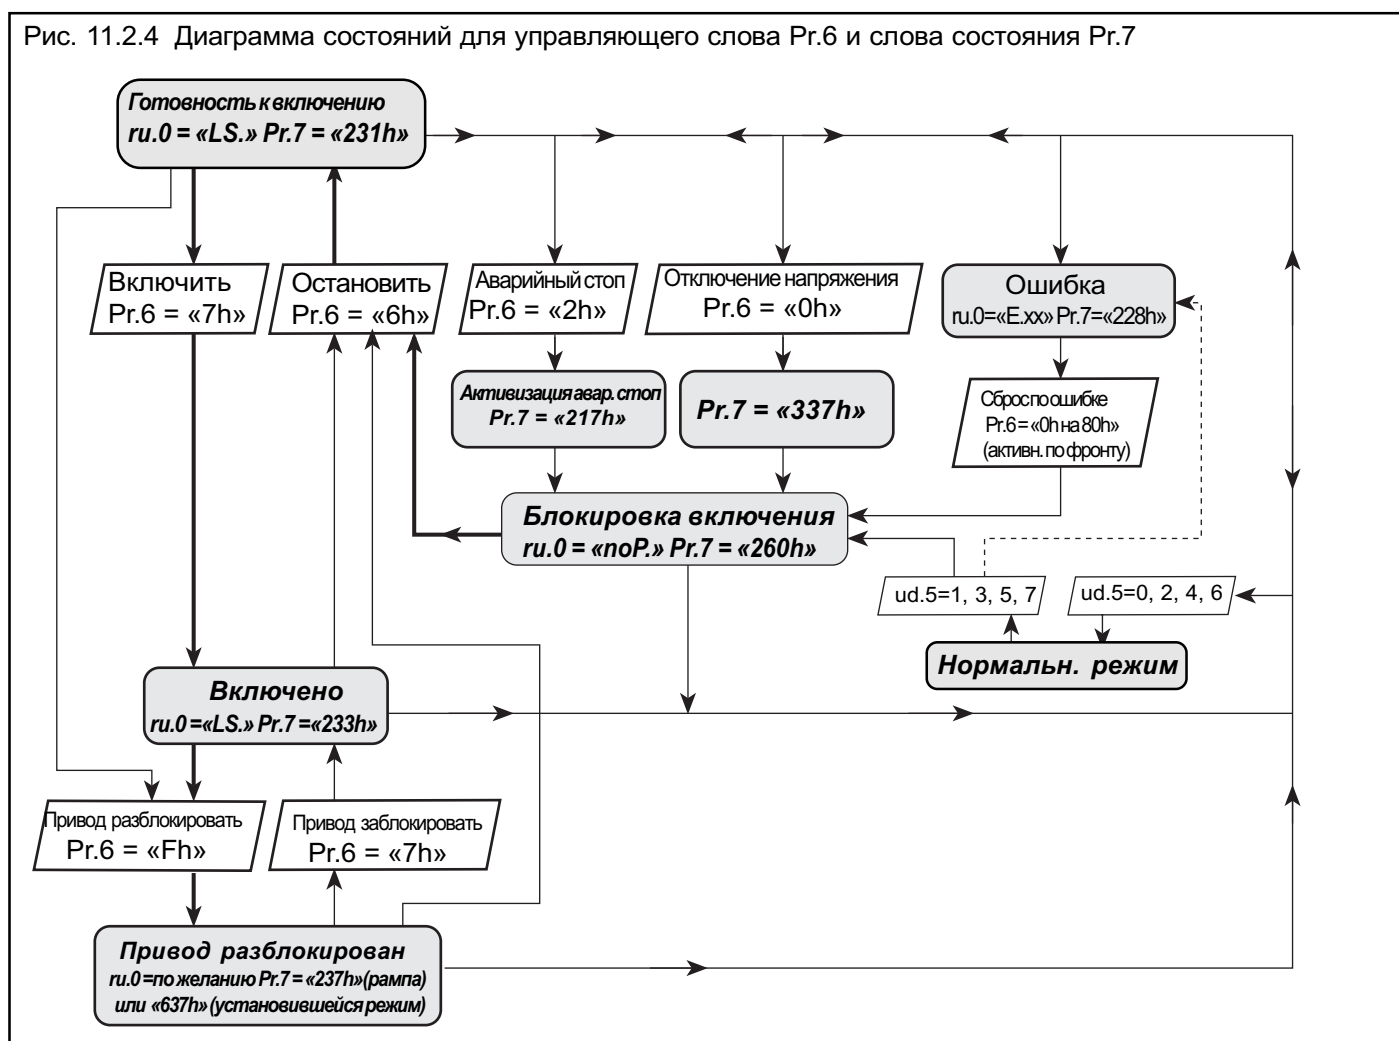 Рис. 11.2.4 Диаграмма состояний для управляющего слова Pr.6 и слова состояния Pr.7
Готовность к включению
ru.0 = «LS.» Pr.7 = «231h»
Включить
Pr.6 = «7h»
Остановить
Pr.6 = «6h»
Аварийный стоп
Pr.6 = «2h»
Отключение напряжения
Pr.6 = «0h»
Ошибка
ru.0=«E.xx» Pr.7=«228h»
Активизация авар. стоп
Pr.7 = «217h»
Pr.7 = «337h»
Сброс по ошибке
Pr.6 = «0h на 80h»
(активн. по фронту)
Блокировка включения
ru.0 = «noP.» Pr.7 = «260h»
ud.5=1, 3, 5, 7
ud.5=0, 2, 4, 6
Нормальн. режим
Включено
ru.0 =«LS.» Pr.7 =«233h»
Привод разблокировать
Pr.6 = «Fh»
Привод заблокировать
Pr.6 = «7h»
Привод разблокирован
ru.0 =по желанию Pr.7 = «237h»(рампа)
или «637h» (установившейся режим)